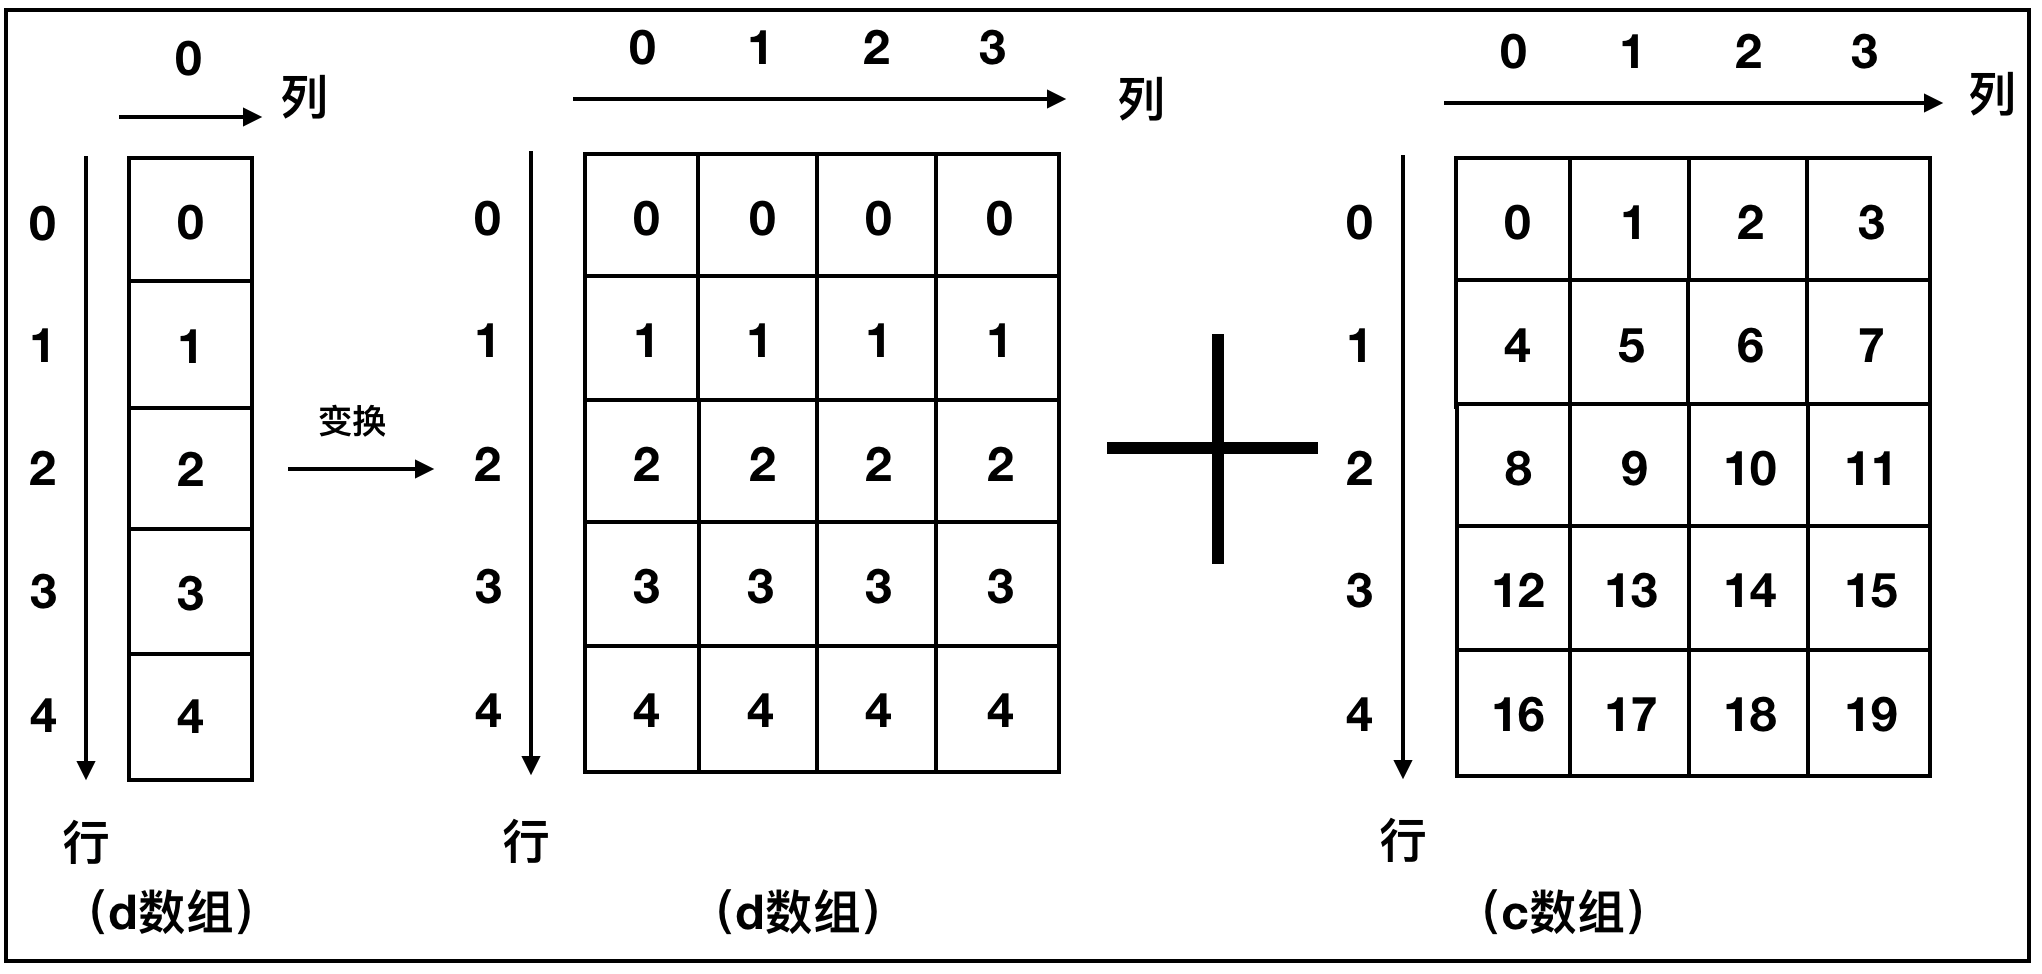 0 列
0 0
1 1
2 2
3 3
4 4
行
(d数组)
变换
0 1 2 3 列
0 0 0 0 0
1 1 1 1 1
2 2 2 2 2
3 3 3 3 3
4 4 4 4 4
行
(d数组)
0 1 2 3 列
0 0 1 2 3
1 4 5 6 7
2 8 9 10 11
3 12 13 14 15
4 16 17 18 19
行
(c数组)